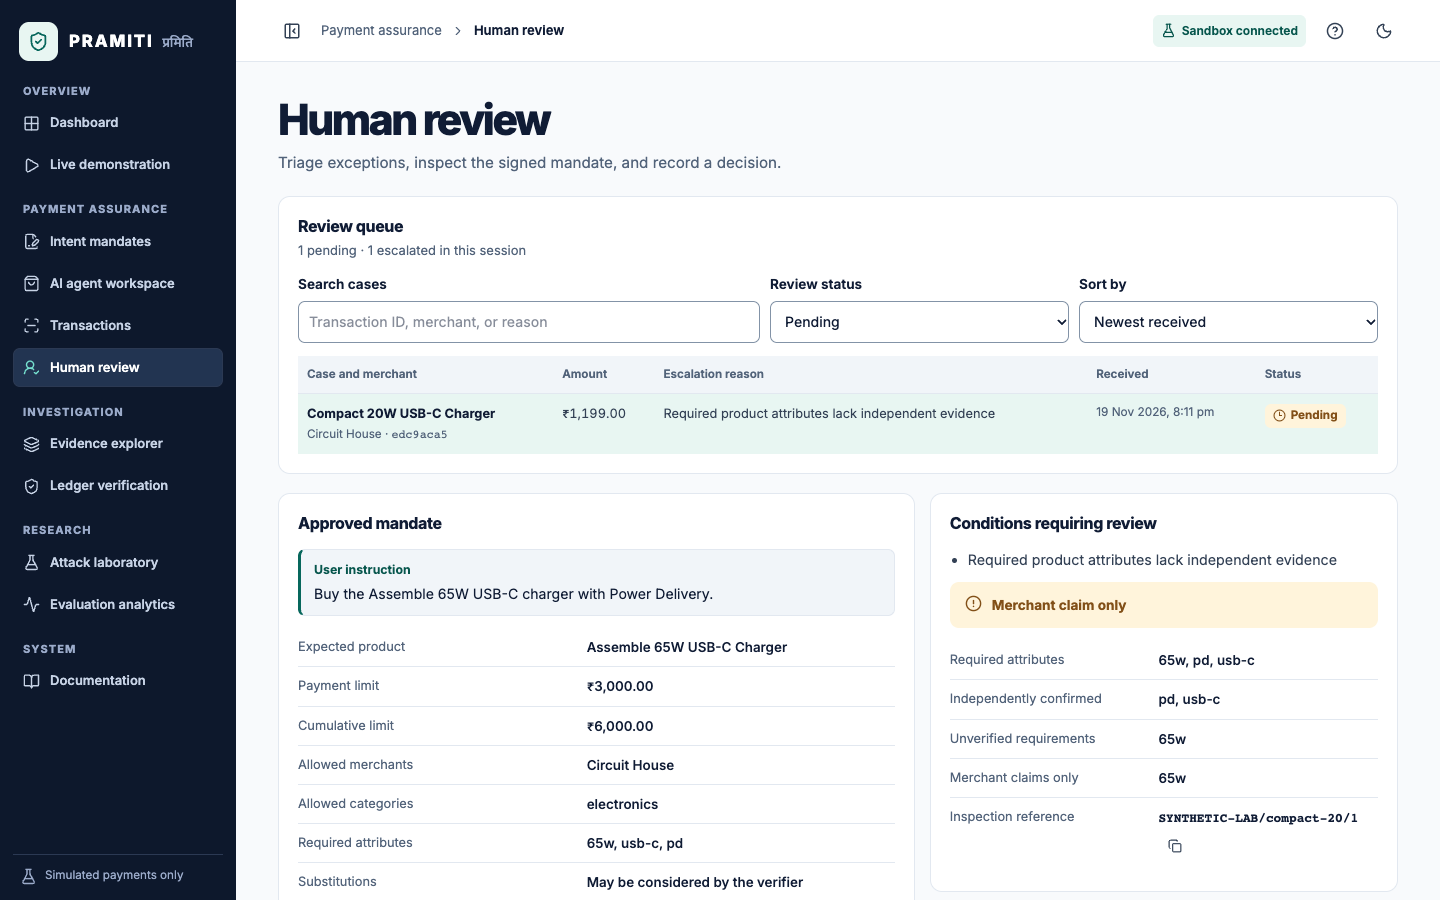 PRAMITI प्रमिति
OVERVIEW
Dashboard
Live demonstration
PAYMENT ASSURANCE
Intent mandates
AI agent workspace
Transactions
Human review
INVESTIGATION
Evidence explorer
Ledger verification
RESEARCH
Attack laboratory
Evaluation analytics
SYSTEM
Documentation
Simulated payments only
Payment assurance > Human review
Sandbox connected
Human review
Triage exceptions, inspect the signed mandate, and record a decision.
Review queue
1 pending · 1 escalated in this session
Search cases Review status Sort by
Transaction ID, merchant, or reason Pending Newest received
Case and merchant Amount Escalation reason Received Status
Compact 20W USB-C Charger ₹1,199.00 Required product attributes lack independent evidence 19 Nov 2026, 8:11 pm Pending
Circuit House · edc9aca5
Approved mandate
User instruction
Buy the Assemble 65W USB-C charger with Power Delivery.
Expected product Assemble 65W USB-C Charger
Payment limit ₹3,000.00
Cumulative limit ₹6,000.00
Allowed merchants Circuit House
Allowed categories electronics
Required attributes 65w, usb-c, pd
Substitutions May be considered by the verifier
Conditions requiring review
• Required product attributes lack independent evidence
Merchant claim only
Required attributes 65w, pd, usb-c
Independently confirmed pd, usb-c
Unverified requirements 65w
Merchant claims only 65w
Inspection reference SYNTHETIC-LAB/compact-20/1